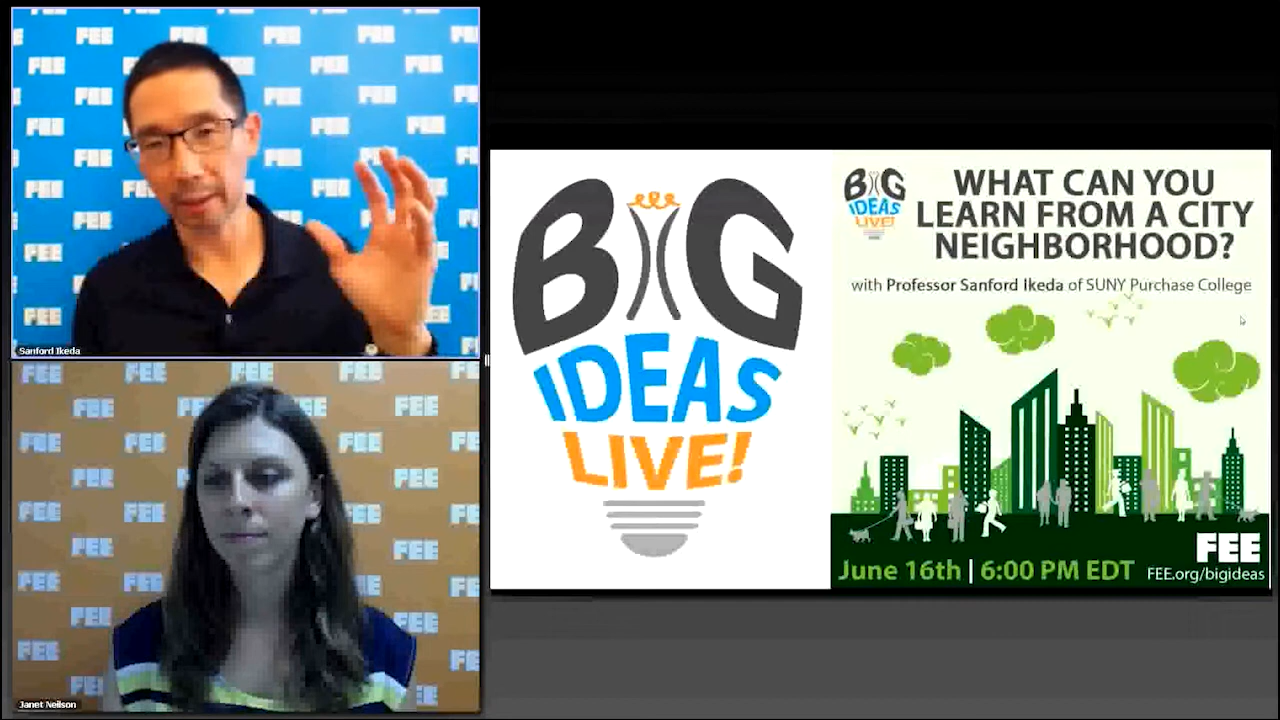 FEE
Sanford Ikeda
FEE
Janet Neilson
BIG
IDEAS
LIVE!
BIG
IDEAS
LIVE!
WHAT CAN YOU
LEARN FROM A CITY
NEIGHBORHOOD?
with Professor Sanford Ikeda of SUNY Purchase College
June 16th | 6:00 PM EDT
FEE
FEE.org/bigideas